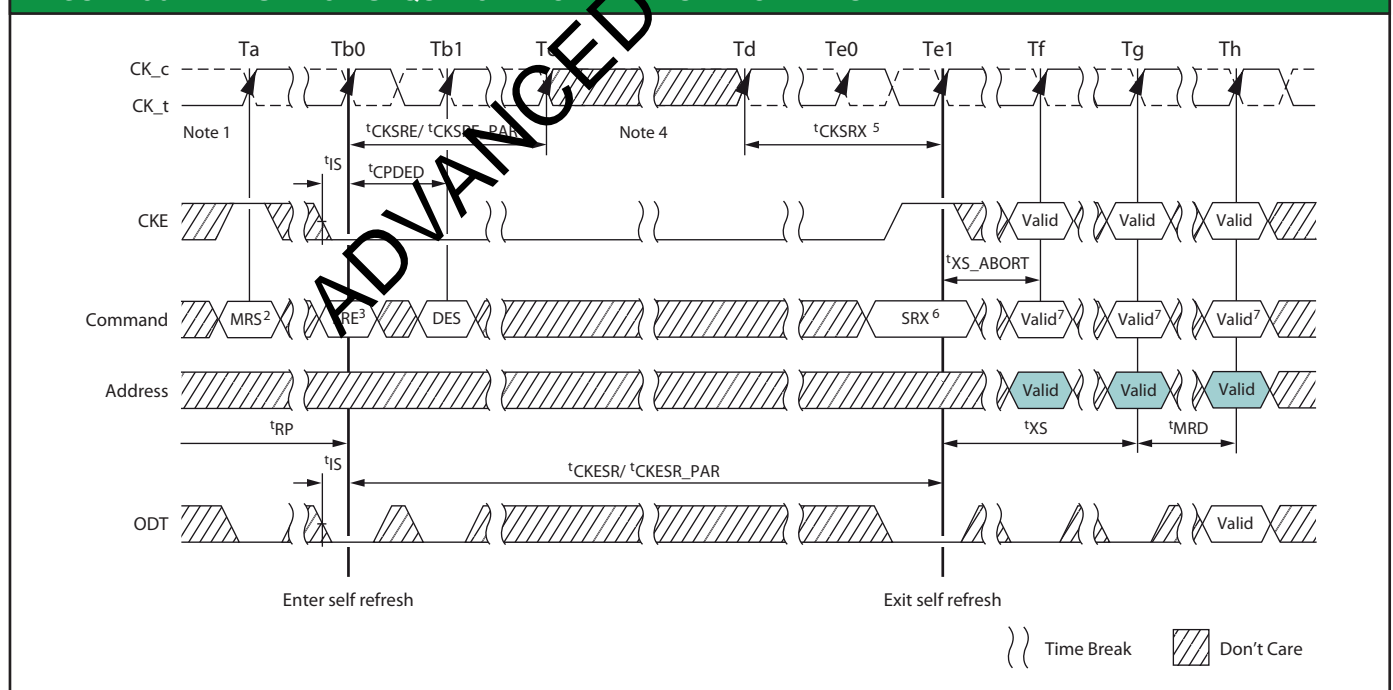 Ta Tb0 Tb1 Td Te0 Te1 Tf Tg Th
CK_c
CK_t
Note 1
tCKSRE/ tCKSRE_PAR
Note 4
tCKSRX 5
tIS
tCPDED
CKE
Valid Valid Valid
tXS_ABORT
Command
MRS2
DES
SRX 6
Valid7 Valid7 Valid7
Address
Valid Valid Valid
tRP
tXS
tMRD
tIS
tCKESR/ tCKESR_PAR
ODT
Valid
Enter self refresh
Exit self refresh
Time Break
Don't Care
ADVANCED